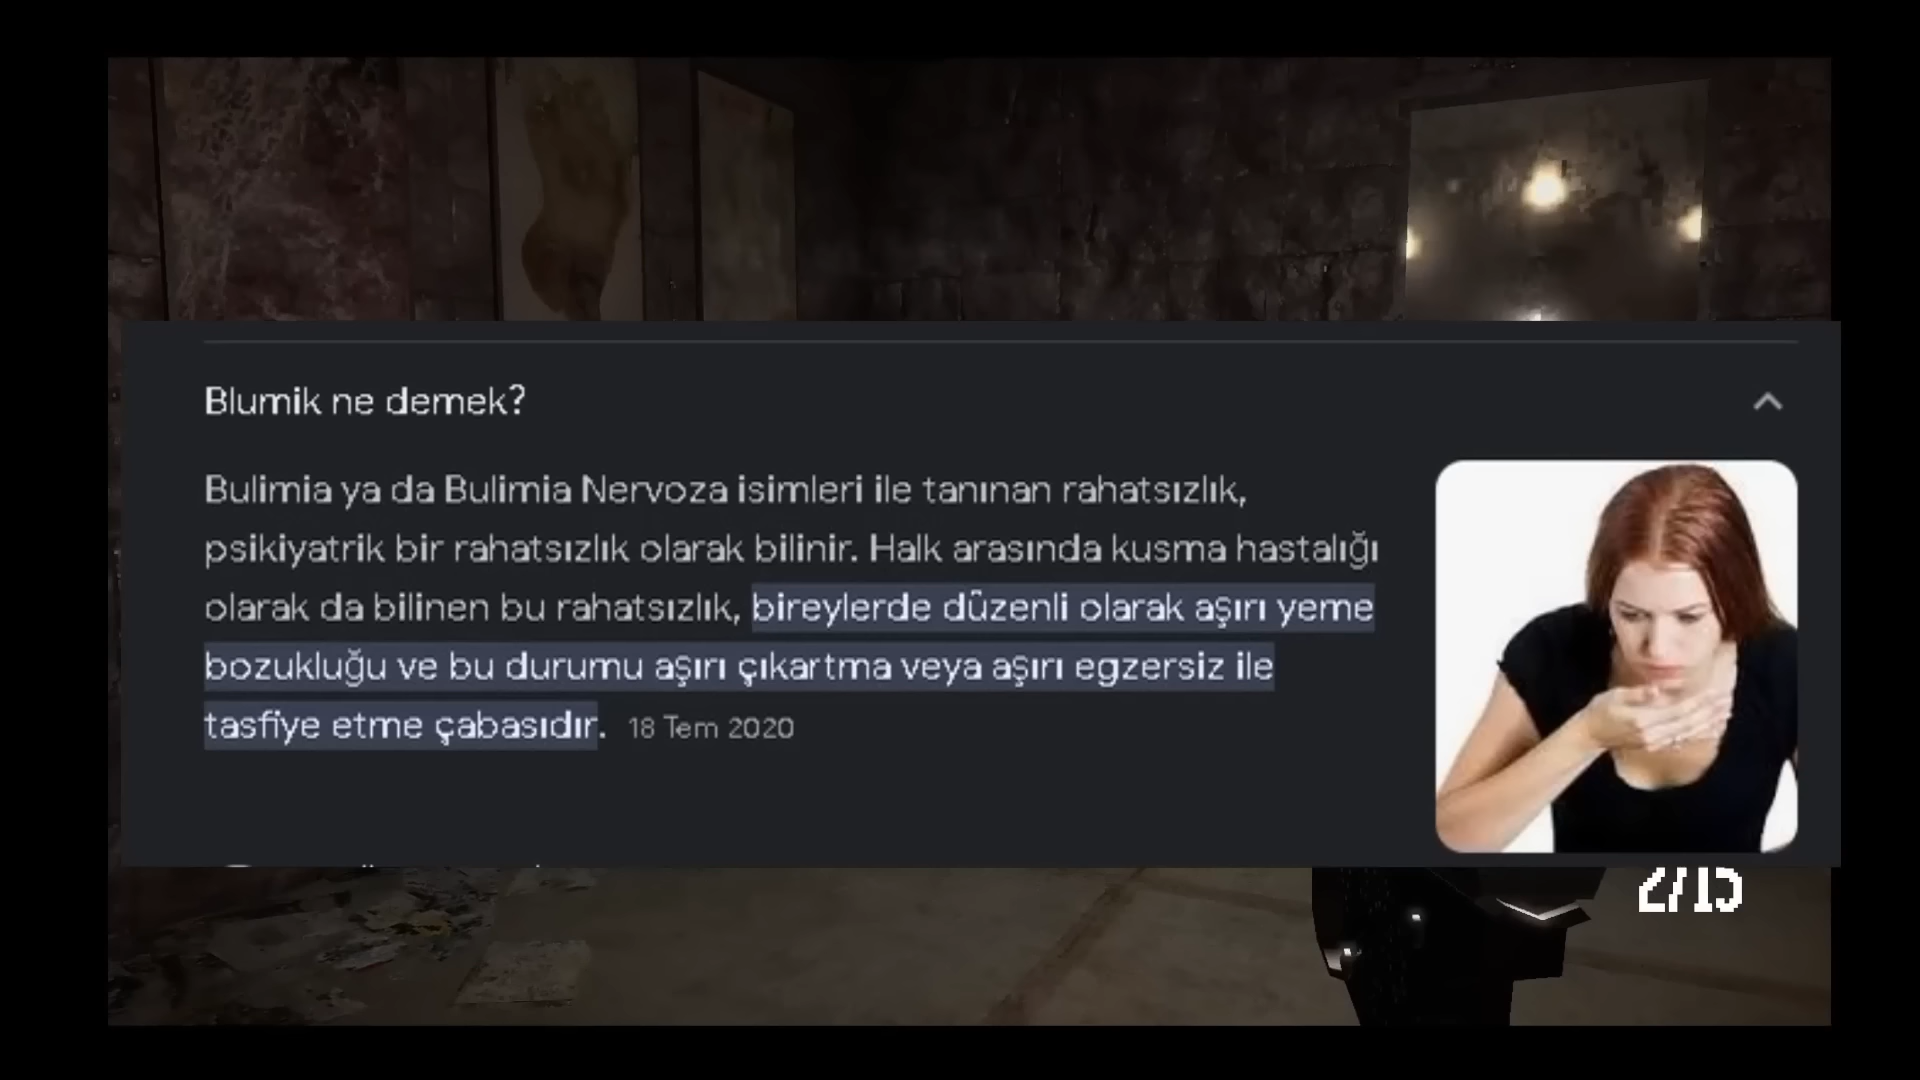 Blumik ne demek?
Bulimia ya da Bulimia Nervoza isimleri ile tanınan rahatsızlık,
psikiyatrik bir rahatsızlık olarak bilinir. Halk arasında kusma hastalığı
olarak da bilinen bu rahatsızlık, bireylerde düzenli olarak aşırı yeme
bozukluğu ve bu durumu aşırı çıkartma veya aşırı egzersiz ile
tasfiye etme çabasıdır. 18 Tem 2020
2/15